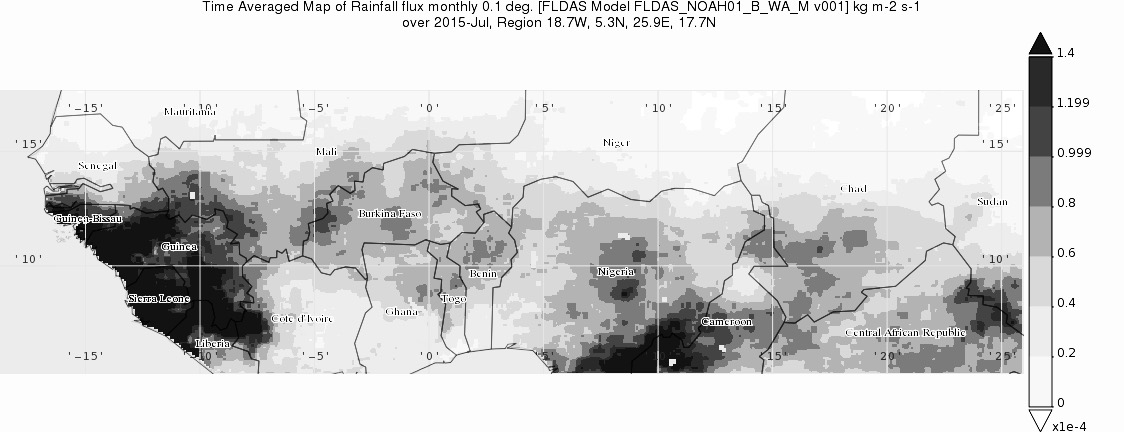 Time Averaged Map of Rainfall flux monthly 0.1 deg. [FLDAS Model FLDAS_NOAH01_B_WA_M v001] kg m-2 s-1
over 2015-Jul, Region 18.7W, 5.3N, 25.9E, 17.7N
1.4
1.199
0.999
0.8
0.6
0.4
0.2
0
x1e-4
'-15' '-10' '-5' '0' '5' '10' '15' '20' '25'
Mauritania
15' 15'
Mali Niger
Senegal
Chad
Sudan
Guinea-Bissau Burkina Faso
Guinea
10' 10'
Benin Nigeria
Sierra Leone Togo
Ghana
Cote d'Ivoire Cameroon
Central African Republic
Liberia
'-15' '-10' '-5' '0' '5' '10' '15' '20' '25'